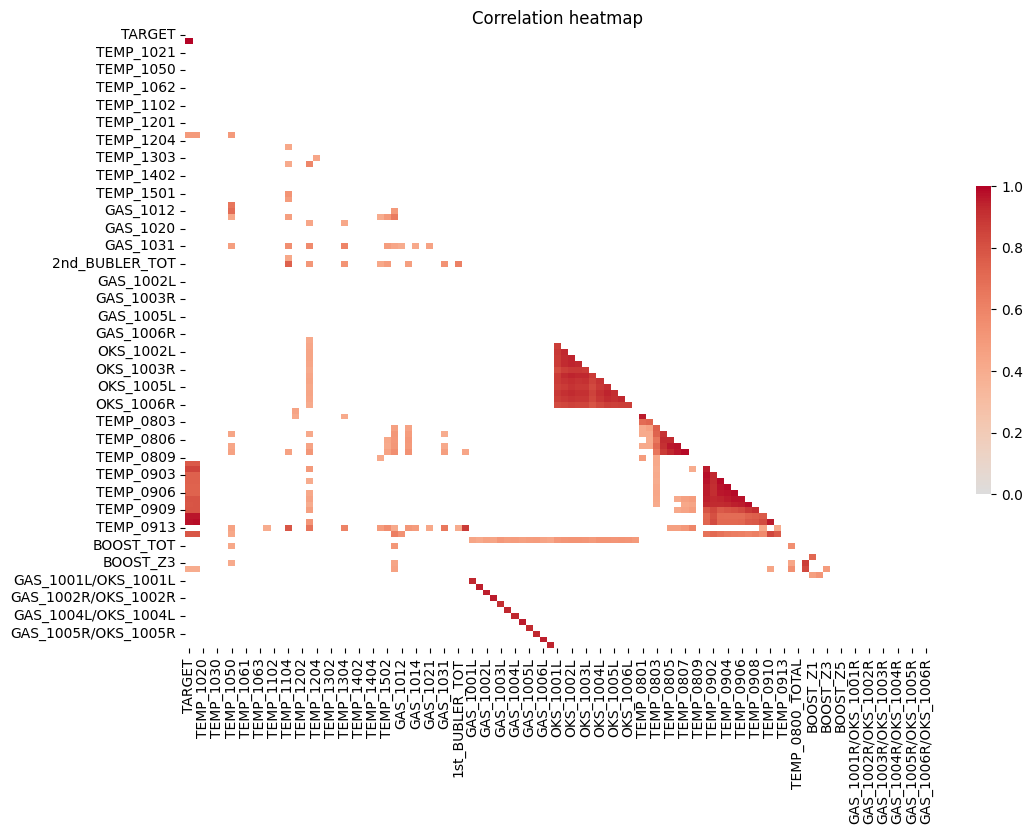 Correlation heatmap
TARGET
TEMP_1021
TEMP_1050
TEMP_1062
TEMP_1102
TEMP_1201
TEMP_1204
TEMP_1303
TEMP_1402
TEMP_1501
GAS_1012
GAS_1020
GAS_1031
2nd_BUBLER_TOT
GAS_1002L
GAS_1003R
GAS_1005L
GAS_1006R
OKS_1002L
OKS_1003R
OKS_1005L
OKS_1006R
TEMP_0803
TEMP_0806
TEMP_0809
TEMP_0903
TEMP_0906
TEMP_0909
TEMP_0913
BOOST_TOT
BOOST_Z3
GAS_1001L/OKS_1001L
GAS_1002R/OKS_1002R
GAS_1004L/OKS_1004L
GAS_1005R/OKS_1005R
TARGET
TEMP_1020
TEMP_1030
TEMP_1050
TEMP_1061
TEMP_1063
TEMP_1102
TEMP_1104
TEMP_1202
TEMP_1204
TEMP_1302
TEMP_1304
TEMP_1402
TEMP_1404
TEMP_1502
GAS_1012
GAS_1014
GAS_1021
GAS_1031
1st_BUBLER_TOT
GAS_1001L
GAS_1002L
GAS_1003L
GAS_1004L
GAS_1005L
GAS_1006L
OKS_1001L
OKS_1002L
OKS_1003L
OKS_1004L
OKS_1005L
OKS_1006L
TEMP_0801
TEMP_0803
TEMP_0805
TEMP_0807
TEMP_0809
TEMP_0902
TEMP_0904
TEMP_0906
TEMP_0908
TEMP_0910
TEMP_0913
TEMP_0800_TOTAL
BOOST_Z1
BOOST_Z3
BOOST_Z5
GAS_1001R/OKS_1001R
GAS_1002R/OKS_1002R
GAS_1003R/OKS_1003R
GAS_1004R/OKS_1004R
GAS_1005R/OKS_1005R
GAS_1006R/OKS_1006R
1.0
0.8
0.6
0.4
0.2
0.0